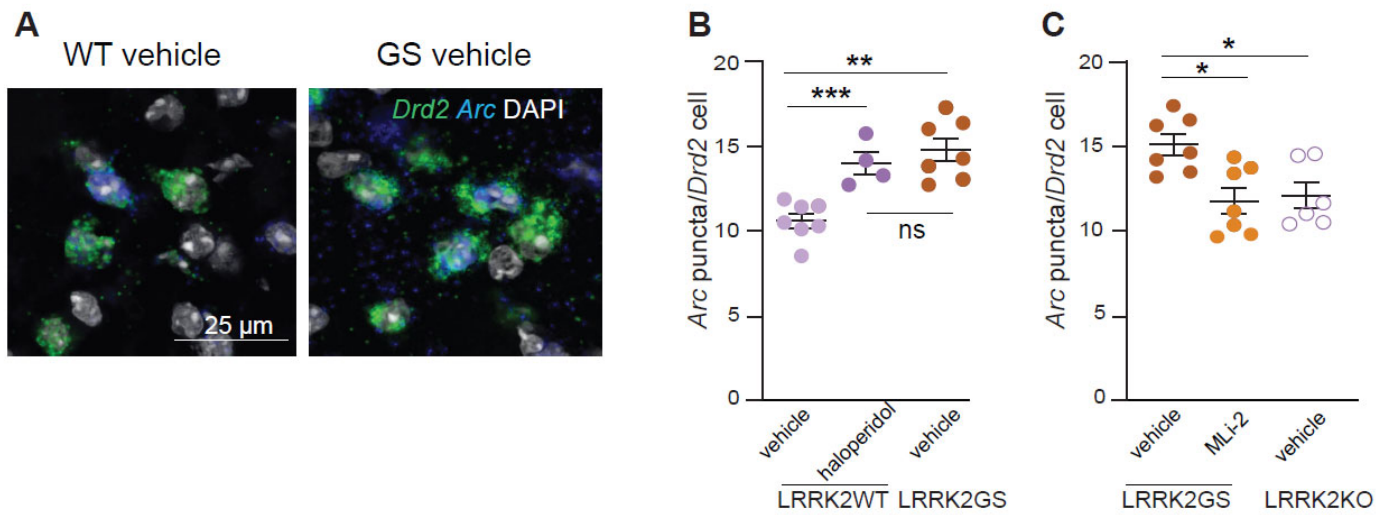 A
WT vehicle
GS vehicle
Drd2 Arc DAPI
25 µm
B
Arc puncta/Drd2 cell
20
15
10
5
0
**
***
ns
vehicle
haloperidol
vehicle
LRRK2WT
LRRK2GS
C
Arc puncta/Drd2 cell
20
15
10
5
0
*
*
vehicle
MLi-2
vehicle
LRRK2GS
LRRK2KO